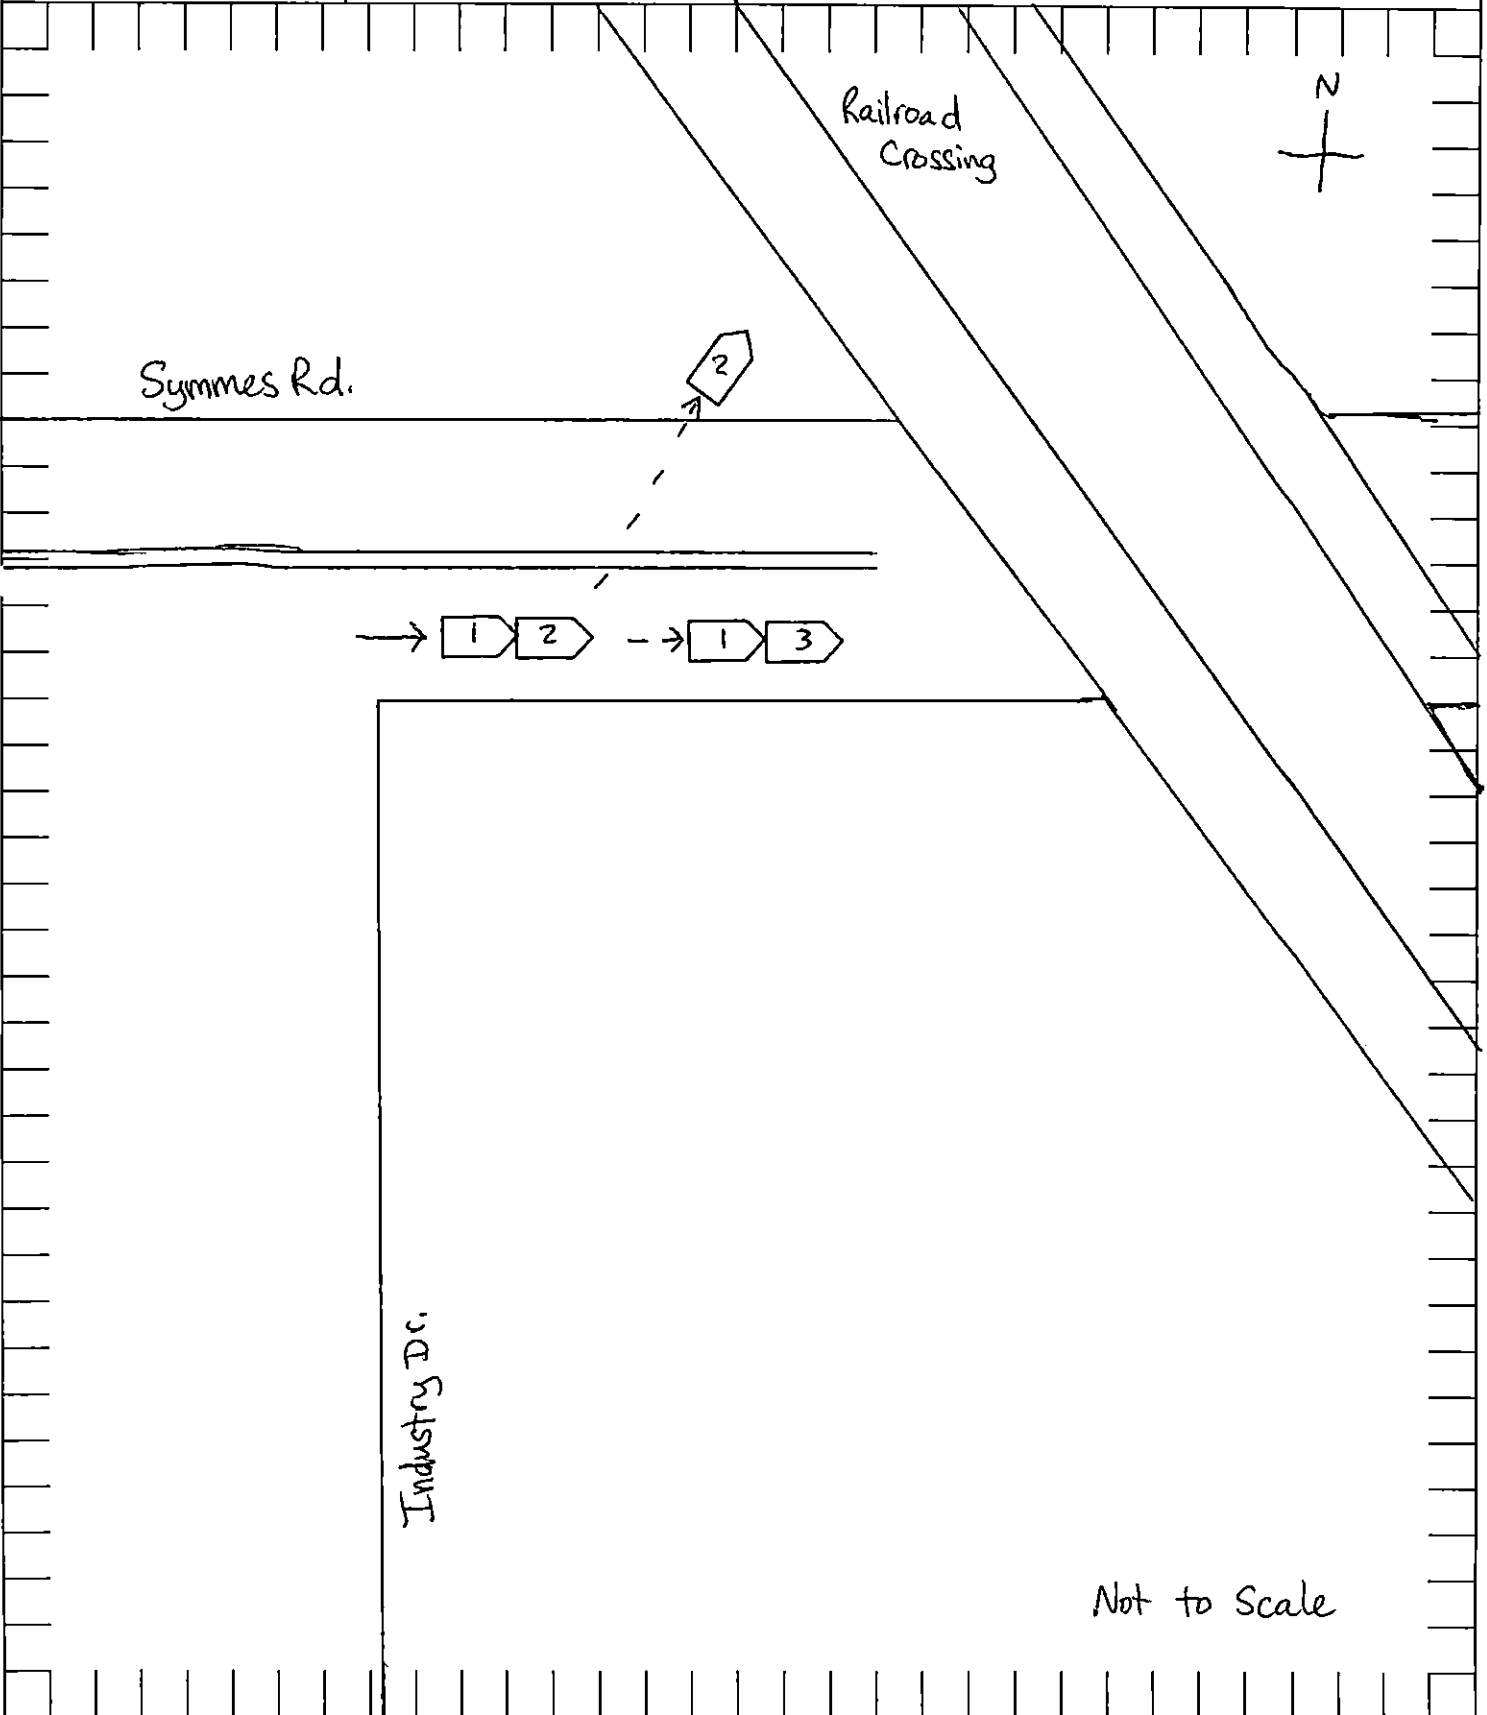 Railroad
Crossing
N
Symmes Rd.
2
1 2 1 3
Industry Dr.
Not to Scale